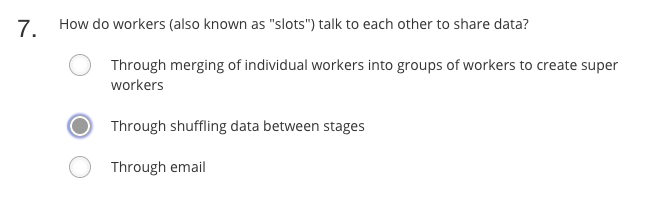 7. How do workers (also known as "slots") talk to each other to share data?
Through merging of individual workers into groups of workers to create super
workers
Through shuffling data between stages
Through email